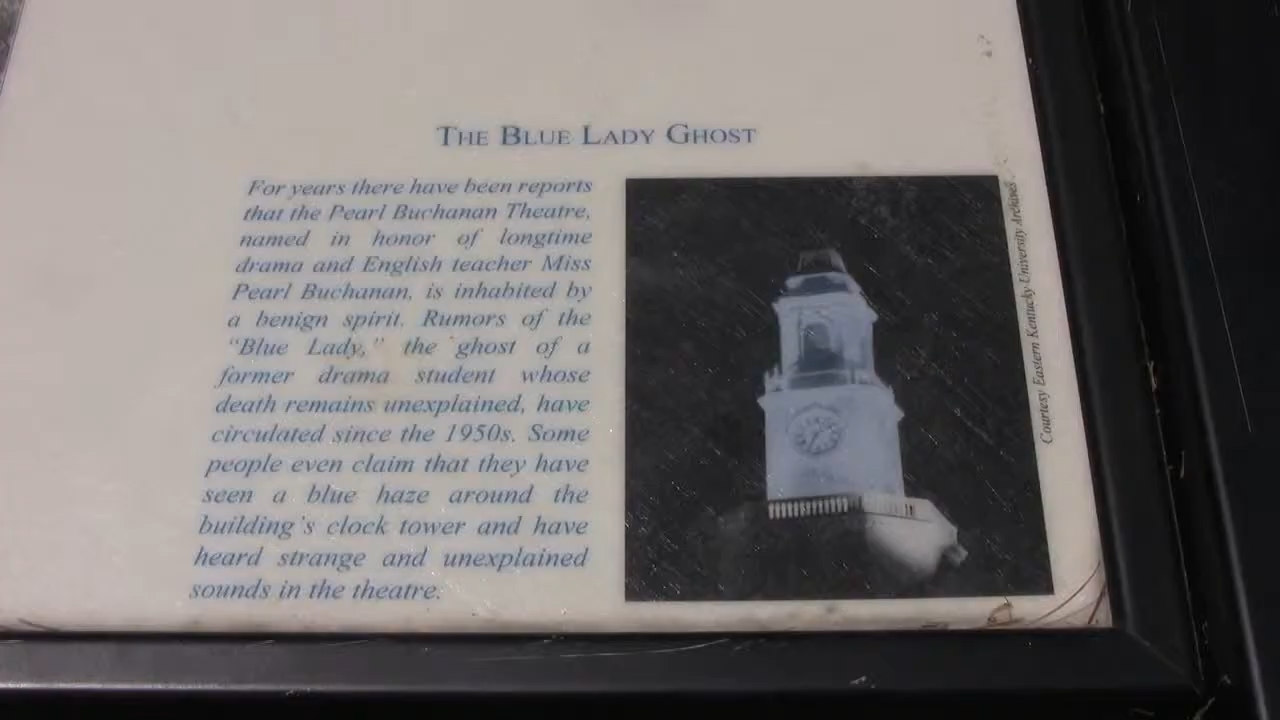 THE BLUE LADY GHOST
For years there have been reports
that the Pearl Buchanan Theatre,
named in honor of longtime
drama and English teacher Miss
Pearl Buchanan, is inhabited by
a benign spirit. Rumors of the
“Blue Lady,” the ghost of a
former drama student whose
death remains unexplained, have
circulated since the 1950s. Some
people even claim that they have
seen a blue haze around the
building's clock tower and have
heard strange and unexplained
sounds in the theatre.
Courtesy Eastern Kentucky University Archives